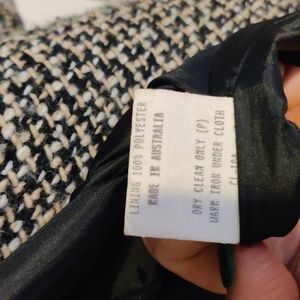 LINING 100% POLYESTER
MADE IN AUSTRALIA
DRY CLEAN ONLY (P)
WARM IRON UNDER CLOTH